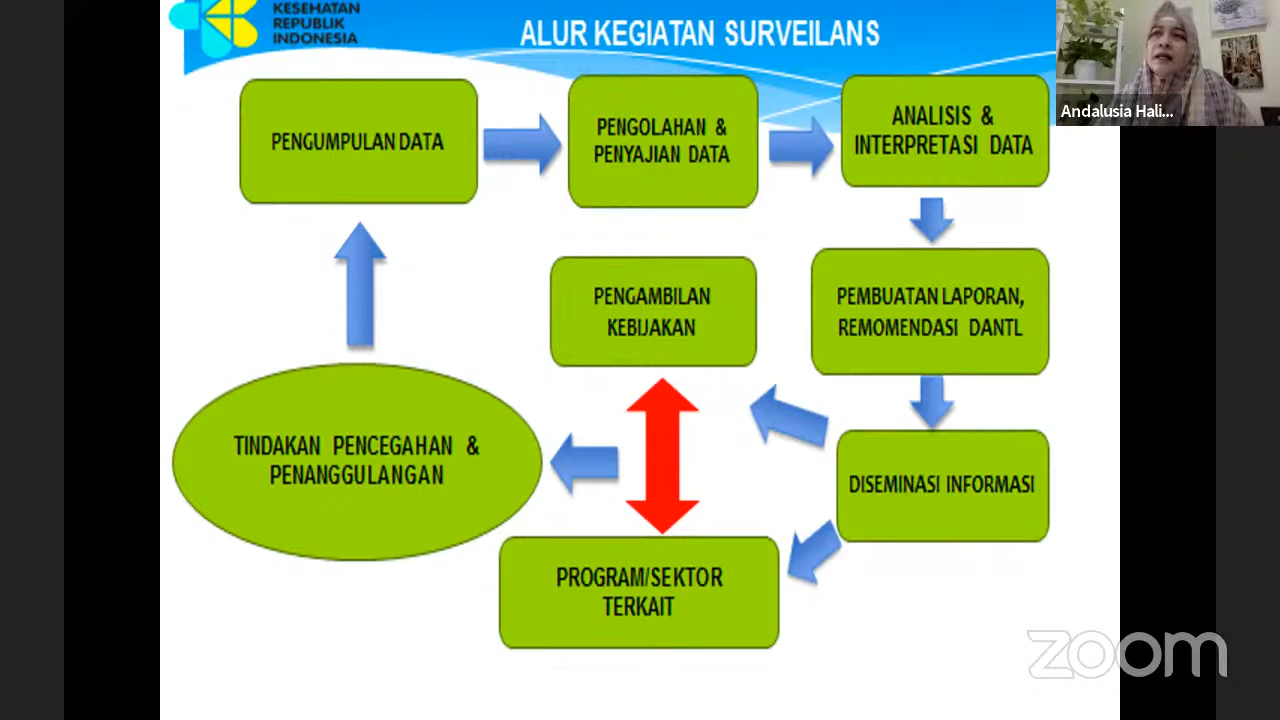 KESEHATAN
REPUBLIK
INDONESIA
ALUR KEGIATAN SURVEILANS
Andalusia Hali...
PENGUMPULAN DATA
PENGOLAHAN &
PENYAJIAN DATA
ANALISIS &
INTERPRETASI DATA
PENGAMBILAN
KEBIJAKAN
PEMBUATAN LAPORAN,
REMOMENDASI DANTL
TINDAKAN PENCEGAHAN &
PENANGGULANGAN
DISEMINASI INFORMASI
PROGRAM/SEKTOR
TERKAIT
zoom